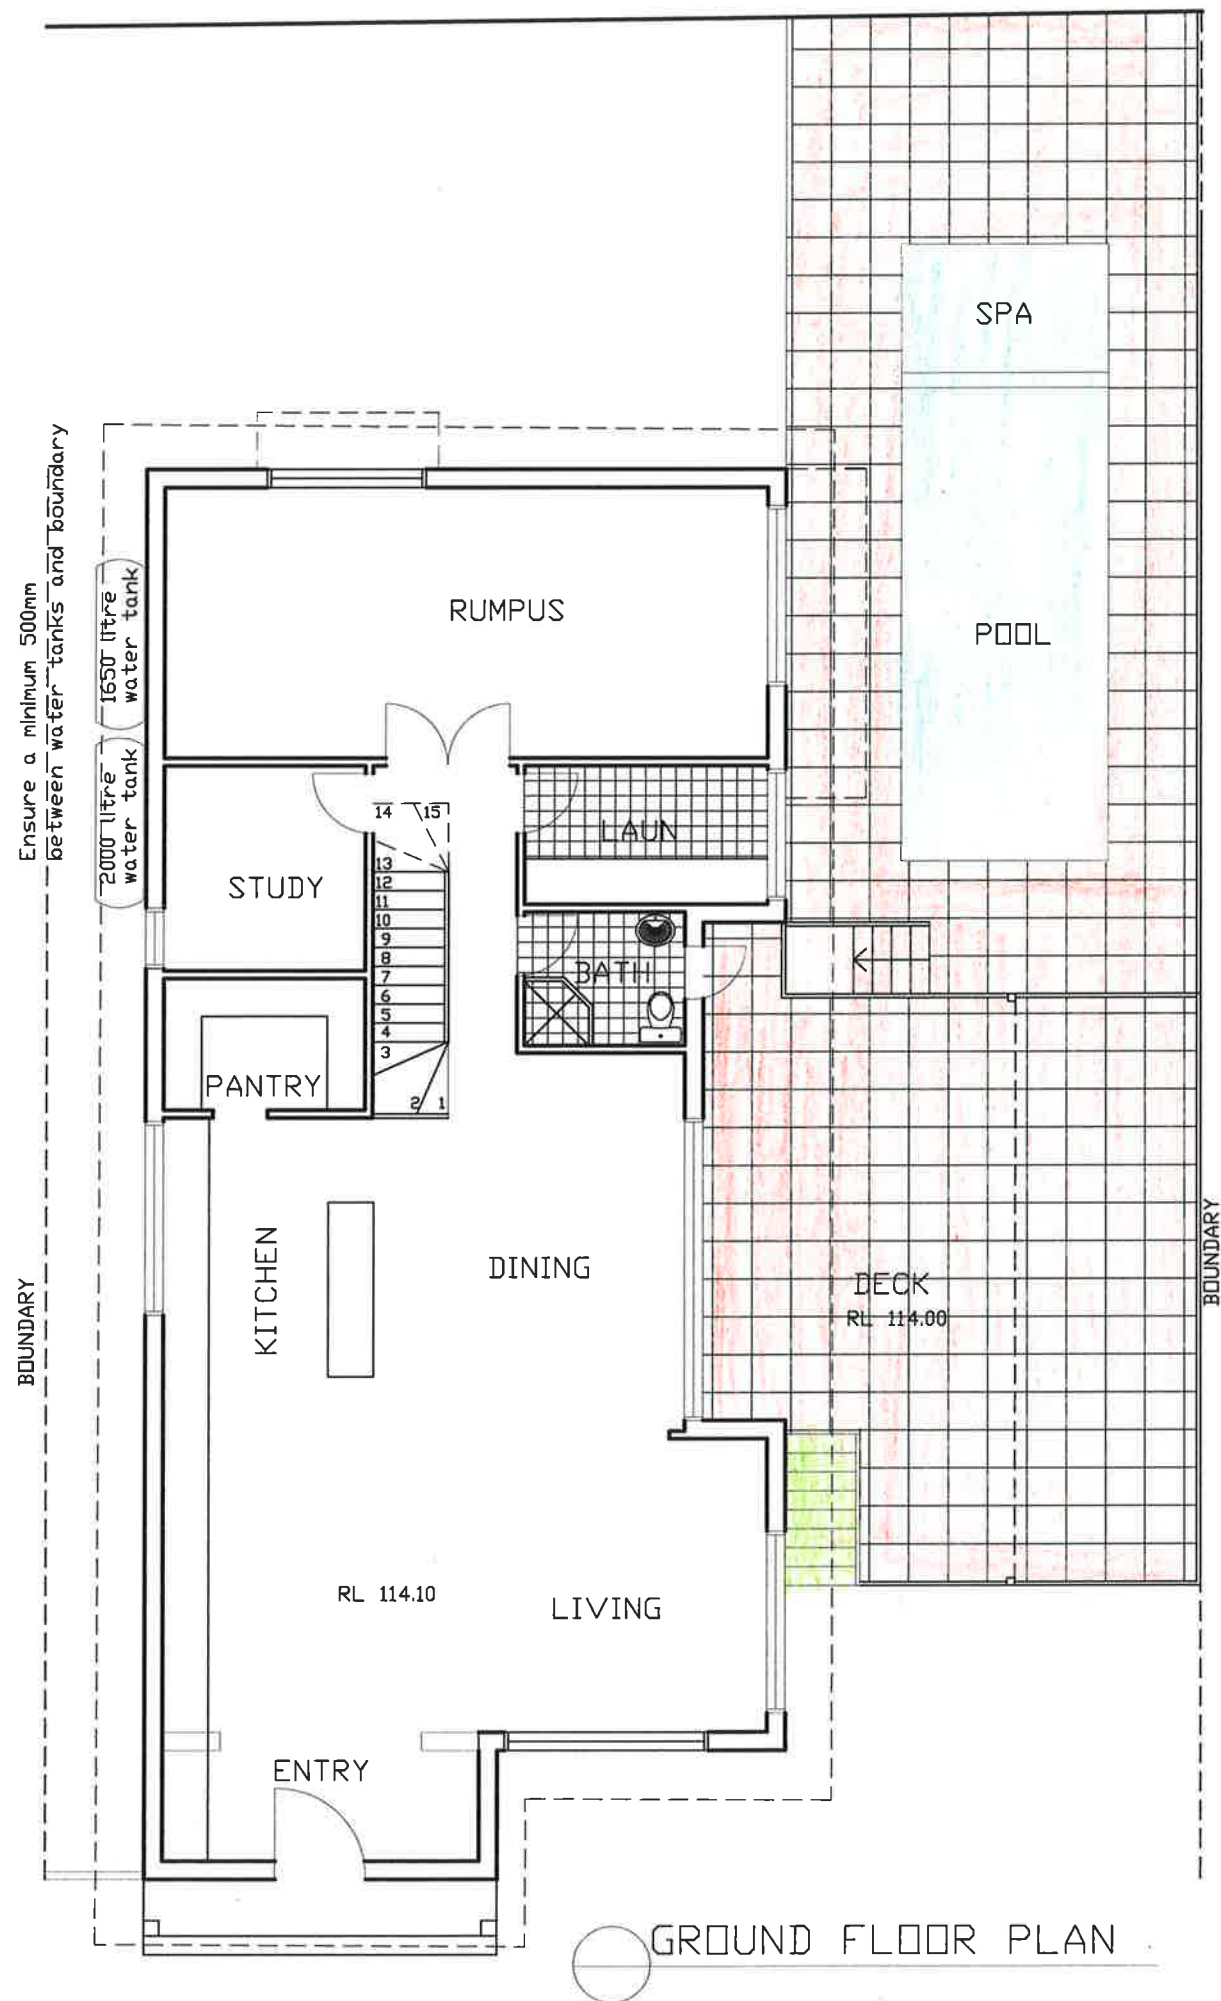 SPA
POOL
Ensure a minimum 500mm
between water tanks and boundary
1650 litre
water tank
2000 litre
water tank
RUMPUS
LAUN
STUDY
BATH
PANTRY
15
14
13
12
11
10
9
8
7
6
5
4
3
2
1
KITCHEN
DINING
DECK
RL 114.00
BOUNDARY
BOUNDARY
RL 114.10
LIVING
ENTRY
GROUND FLOOR PLAN